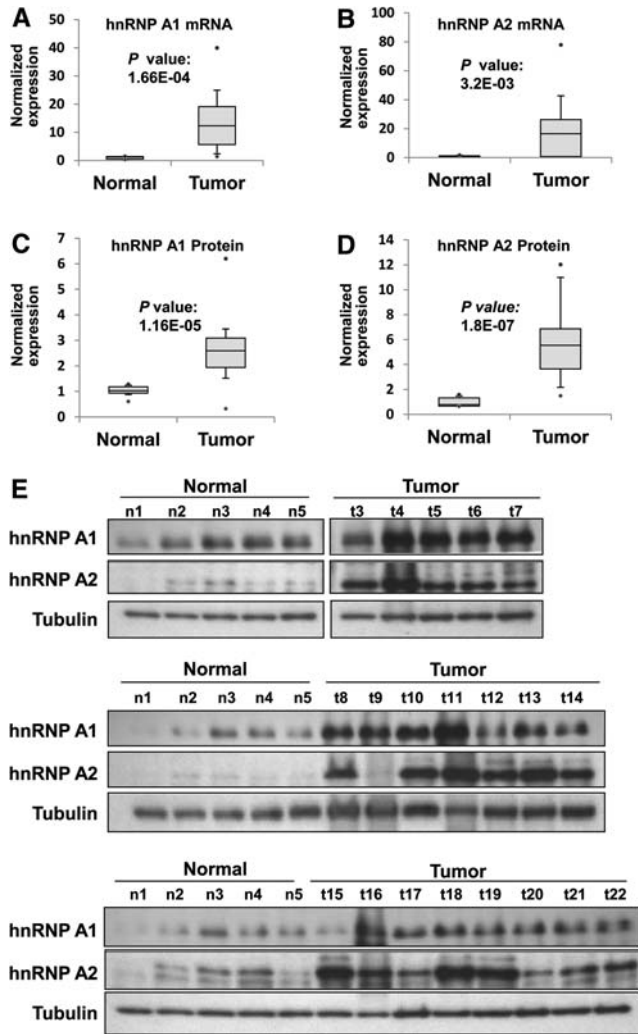 A
hnRNP A1 mRNA
Normalized
expression
50
40
30
20
10
0
P value:
1.66E-04
Normal
Tumor
B
hnRNP A2 mRNA
Normalized
expression
100
80
60
40
20
0
P value:
3.2E-03
Normal
Tumor
C
hnRNP A1 Protein
Normalized
expression
7
6
5
4
3
2
1
0
P value:
1.16E-05
Normal
Tumor
D
hnRNP A2 Protein
Normalized
expression
14
12
10
8
6
4
2
0
P value:
1.8E-07
Normal
Tumor
E
Normal Tumor
n1 n2 n3 n4 n5 t3 t4 t5 t6 t7
hnRNP A1
hnRNP A2
Tubulin
Normal Tumor
n1 n2 n3 n4 n5 t8 t9 t10 t11 t12 t13 t14
hnRNP A1
hnRNP A2
Tubulin
Normal Tumor
n1 n2 n3 n4 n5 t15 t16 t17 t18 t19 t20 t21 t22
hnRNP A1
hnRNP A2
Tubulin